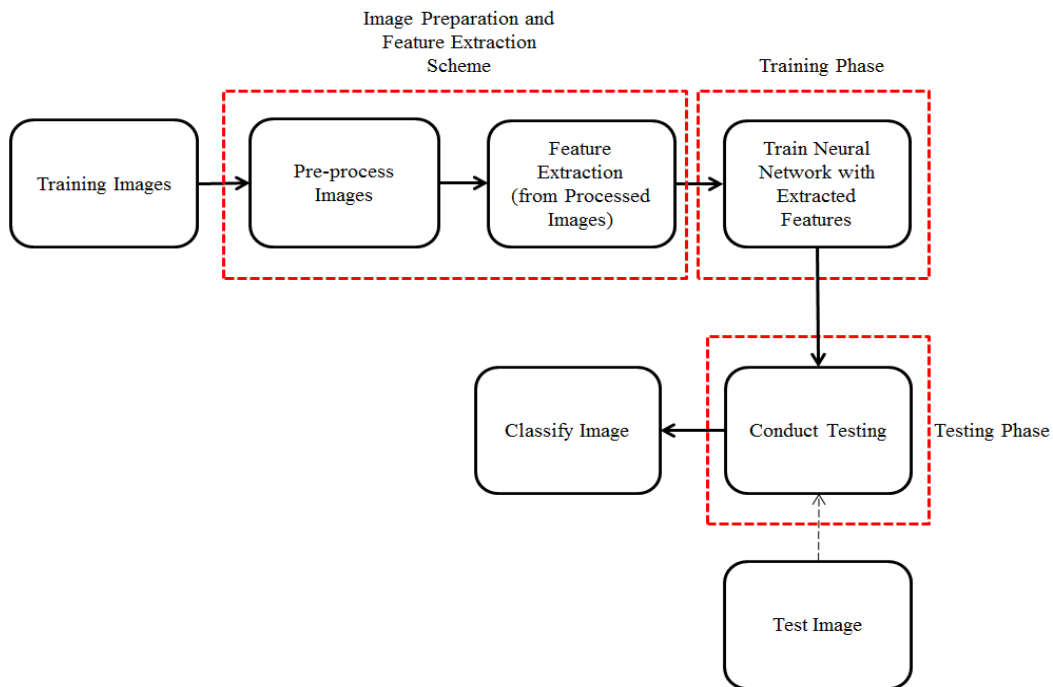 Image Preparation and
Feature Extraction
Scheme
Training Phase
Training Images
Pre-process
Images
Feature
Extraction
(from Processed
Images)
Train Neural
Network with
Extracted
Features
Classify Image
Conduct Testing
Testing Phase
Test Image